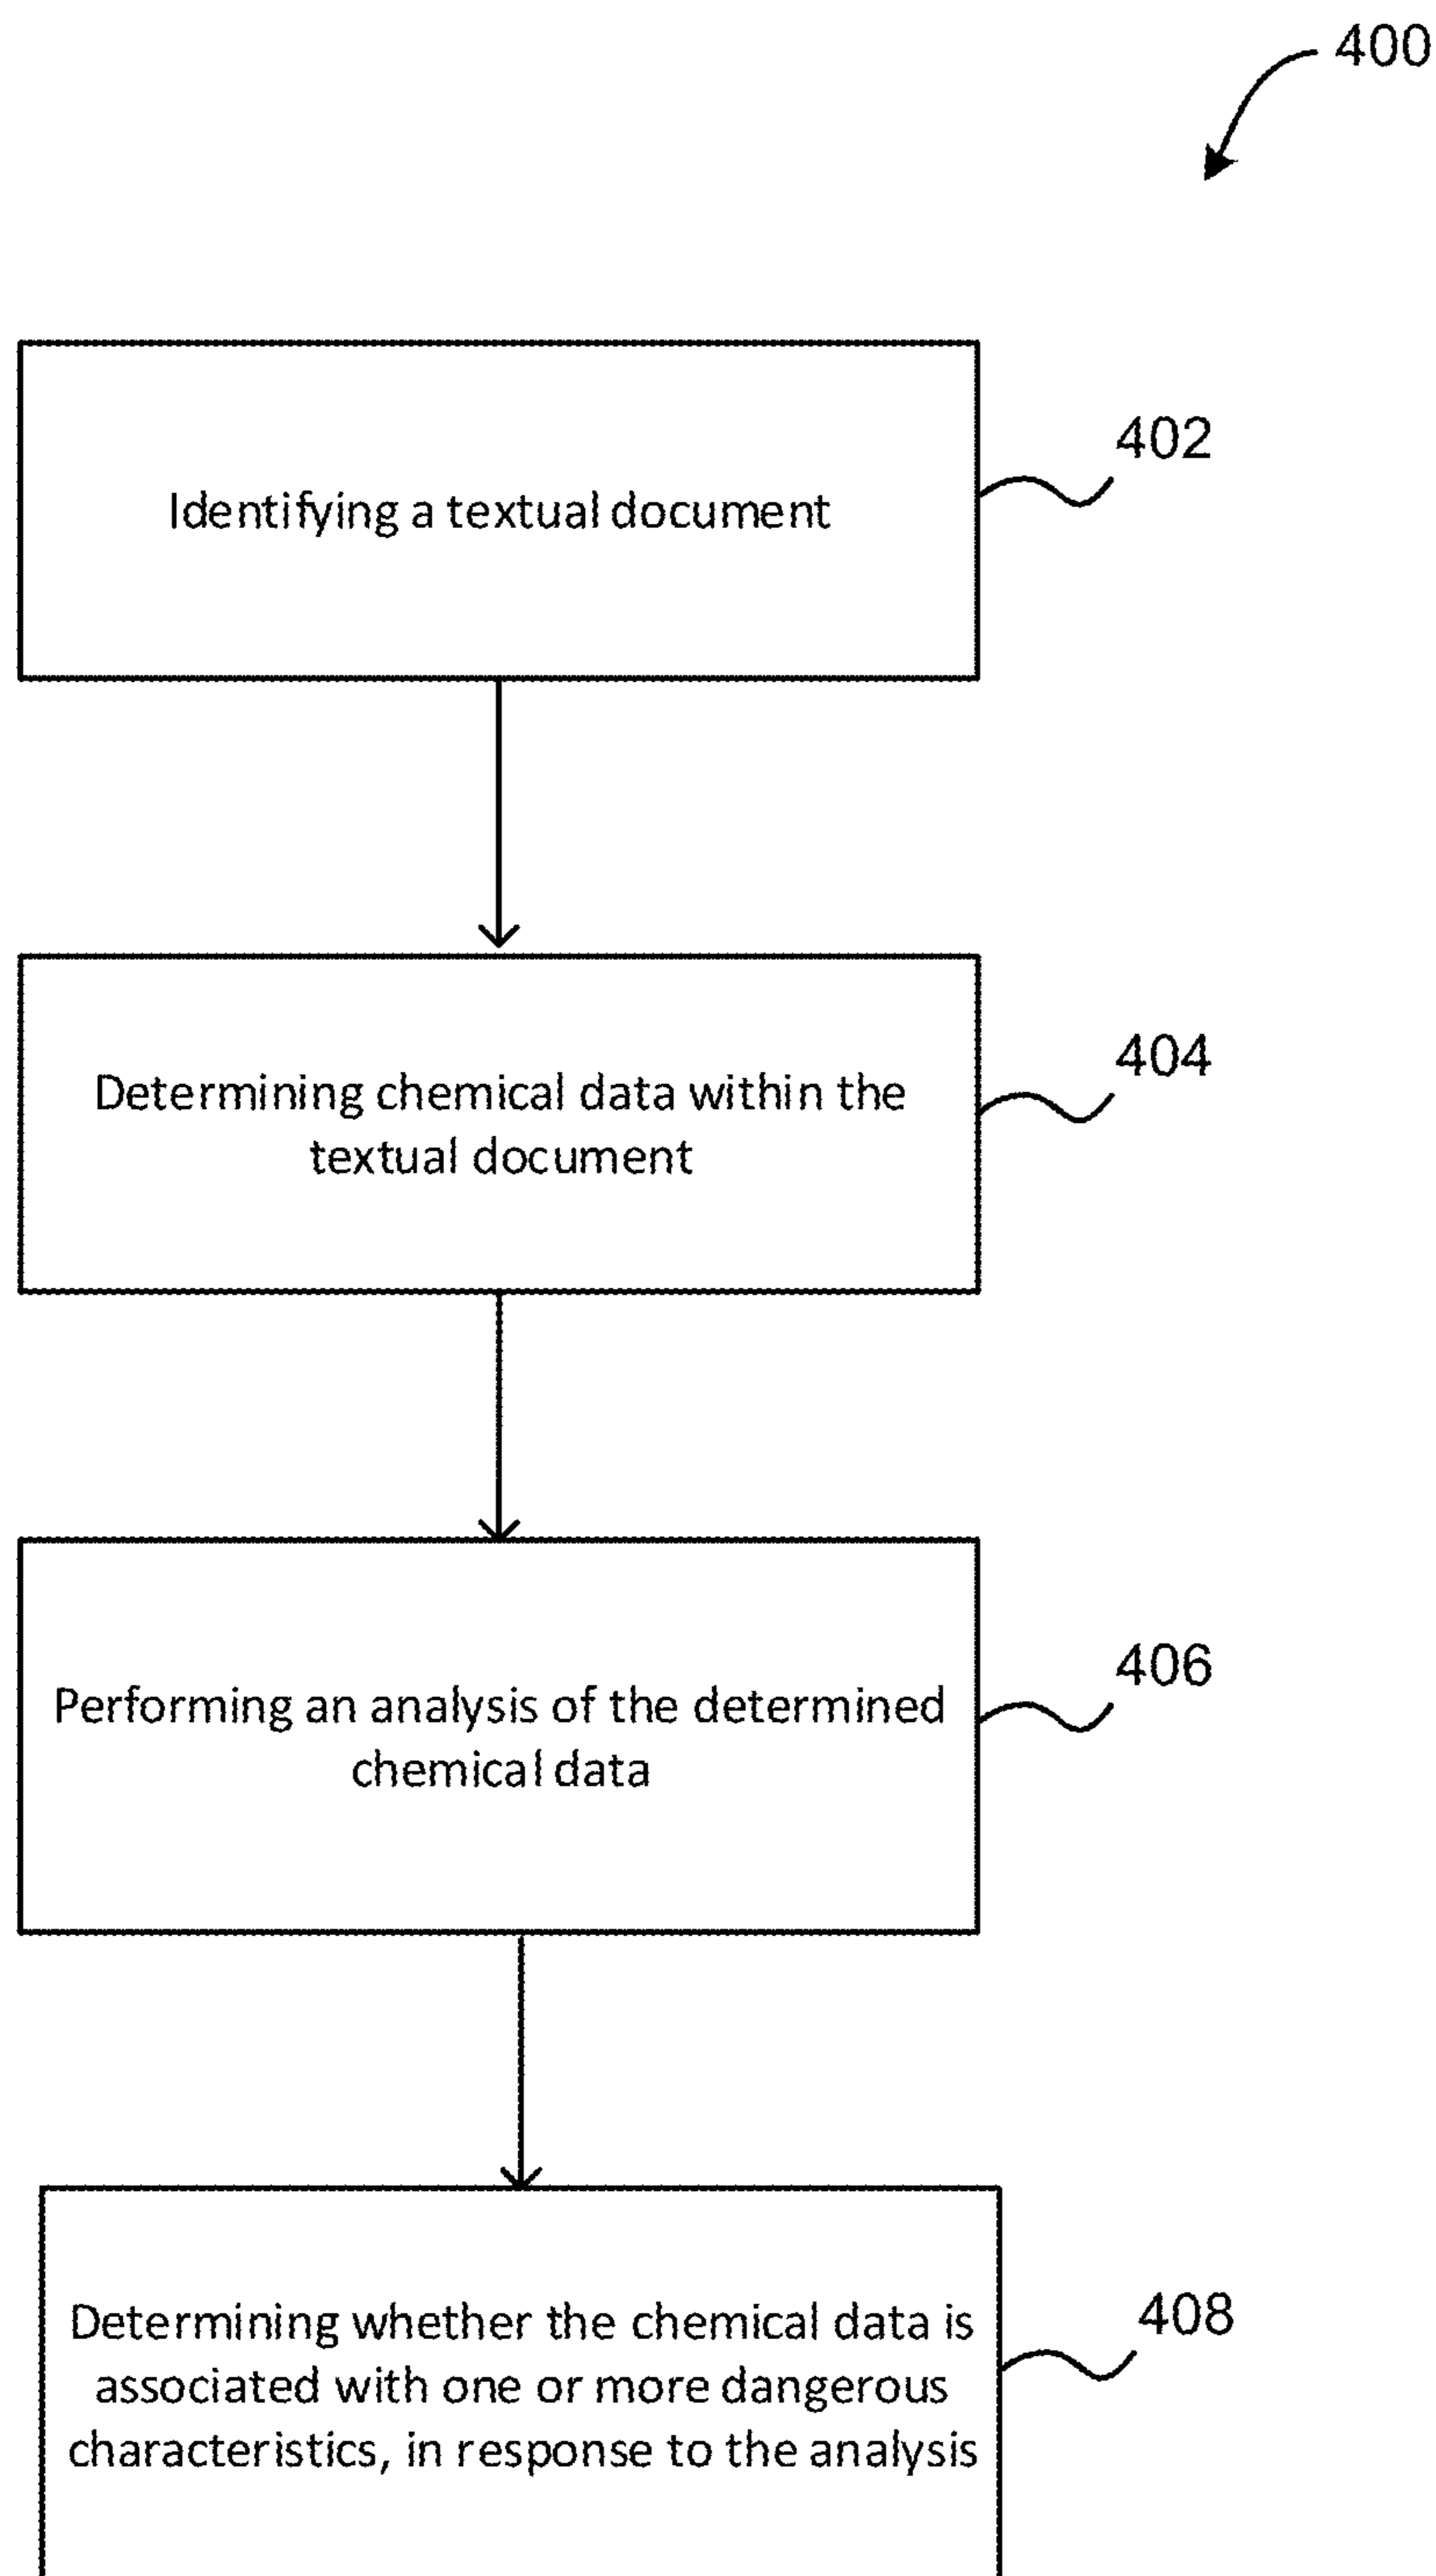 400
Identifying a textual document
402
Determining chemical data within the
textual document
404
Performing an analysis of the determined
chemical data
406
Determining whether the chemical data is
associated with one or more dangerous
characteristics, in response to the analysis
408